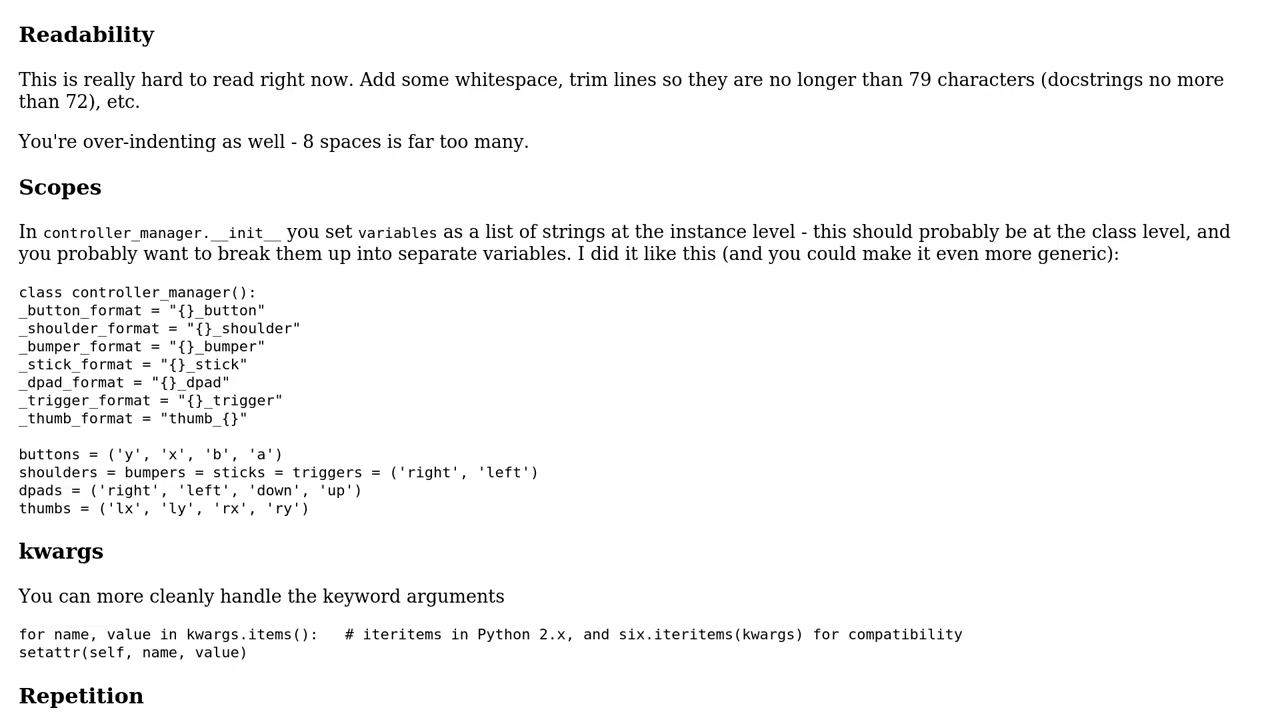 Readability
This is really hard to read right now. Add some whitespace, trim lines so they are no longer than 79 characters (docstrings no more
than 72), etc.
You're over-indenting as well - 8 spaces is far too many.
Scopes
In controller_manager.__init__ you set variables as a list of strings at the instance level - this should probably be at the class level, and
you probably want to break them up into separate variables. I did it like this (and you could make it even more generic):
class controller_manager():
_button_format = "{}_button"
_shoulder_format = "{}_shoulder"
_bumper_format = "{}_bumper"
_stick_format = "{}_stick"
_dpad_format = "{}_dpad"
_trigger_format = "{}_trigger"
_thumb_format = "thumb_{}"
buttons = ('y', 'x', 'b', 'a')
shoulders = bumpers = sticks = triggers = ('right', 'left')
dpads = ('right', 'left', 'down', 'up')
thumbs = ('lx', 'ly', 'rx', 'ry')
kwargs
You can more cleanly handle the keyword arguments
for name, value in kwargs.items():   # iteritems in Python 2.x, and six.iteritems(kwargs) for compatibility
setattr(self, name, value)
Repetition